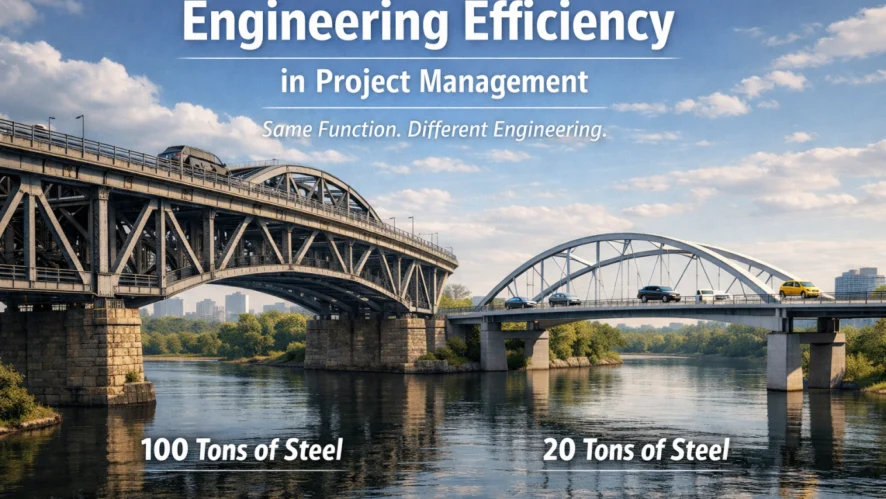 Engineering Efficiency
in Project Management
Same Function. Different Engineering.
100 Tons of Steel
20 Tons of Steel